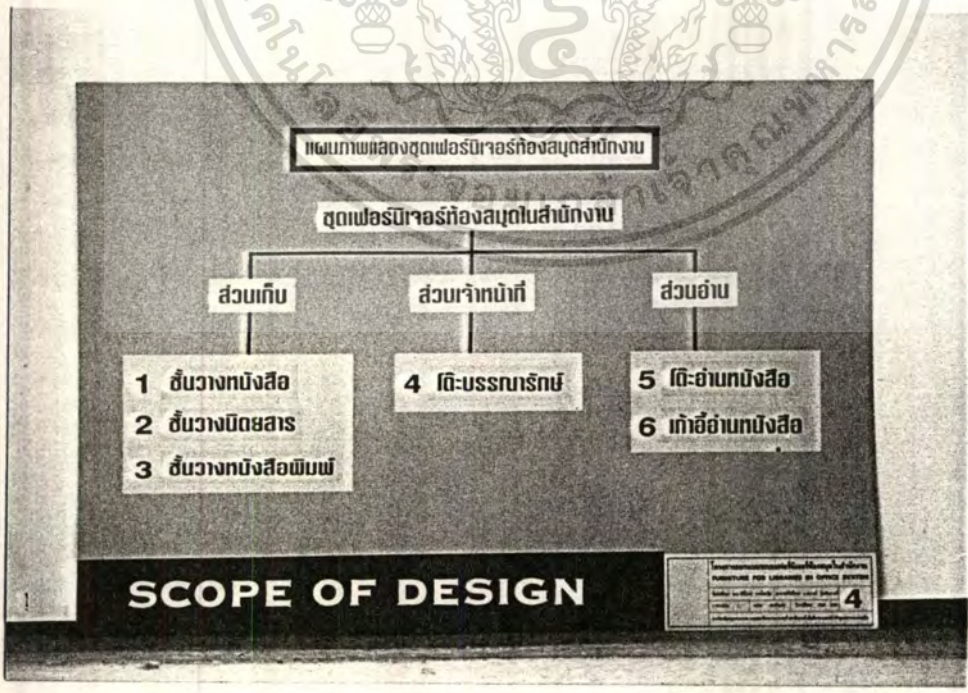 แผนภาพแสดงชุดเฟอร์นิเจอร์ห้องสมุดสำนักงาน
ชุดเฟอร์นิเจอร์ห้องสมุดในสำนักงาน
ส่วนเก็บ ส่วนเจ้าหน้าที่ ส่วนอ่าน
1 ชั้นวางหนังสือ
2 ชั้นวางนิตยสาร
3 ชั้นวางหนังสือพิมพ์
4 โต๊ะบรรณารักษ์
5 โต๊ะอ่านหนังสือ
6 เก้าอี้อ่านหนังสือ
SCOPE OF DESIGN
FURNITURE FOR LIBRARIES IN OFFICE SYSTEM
4